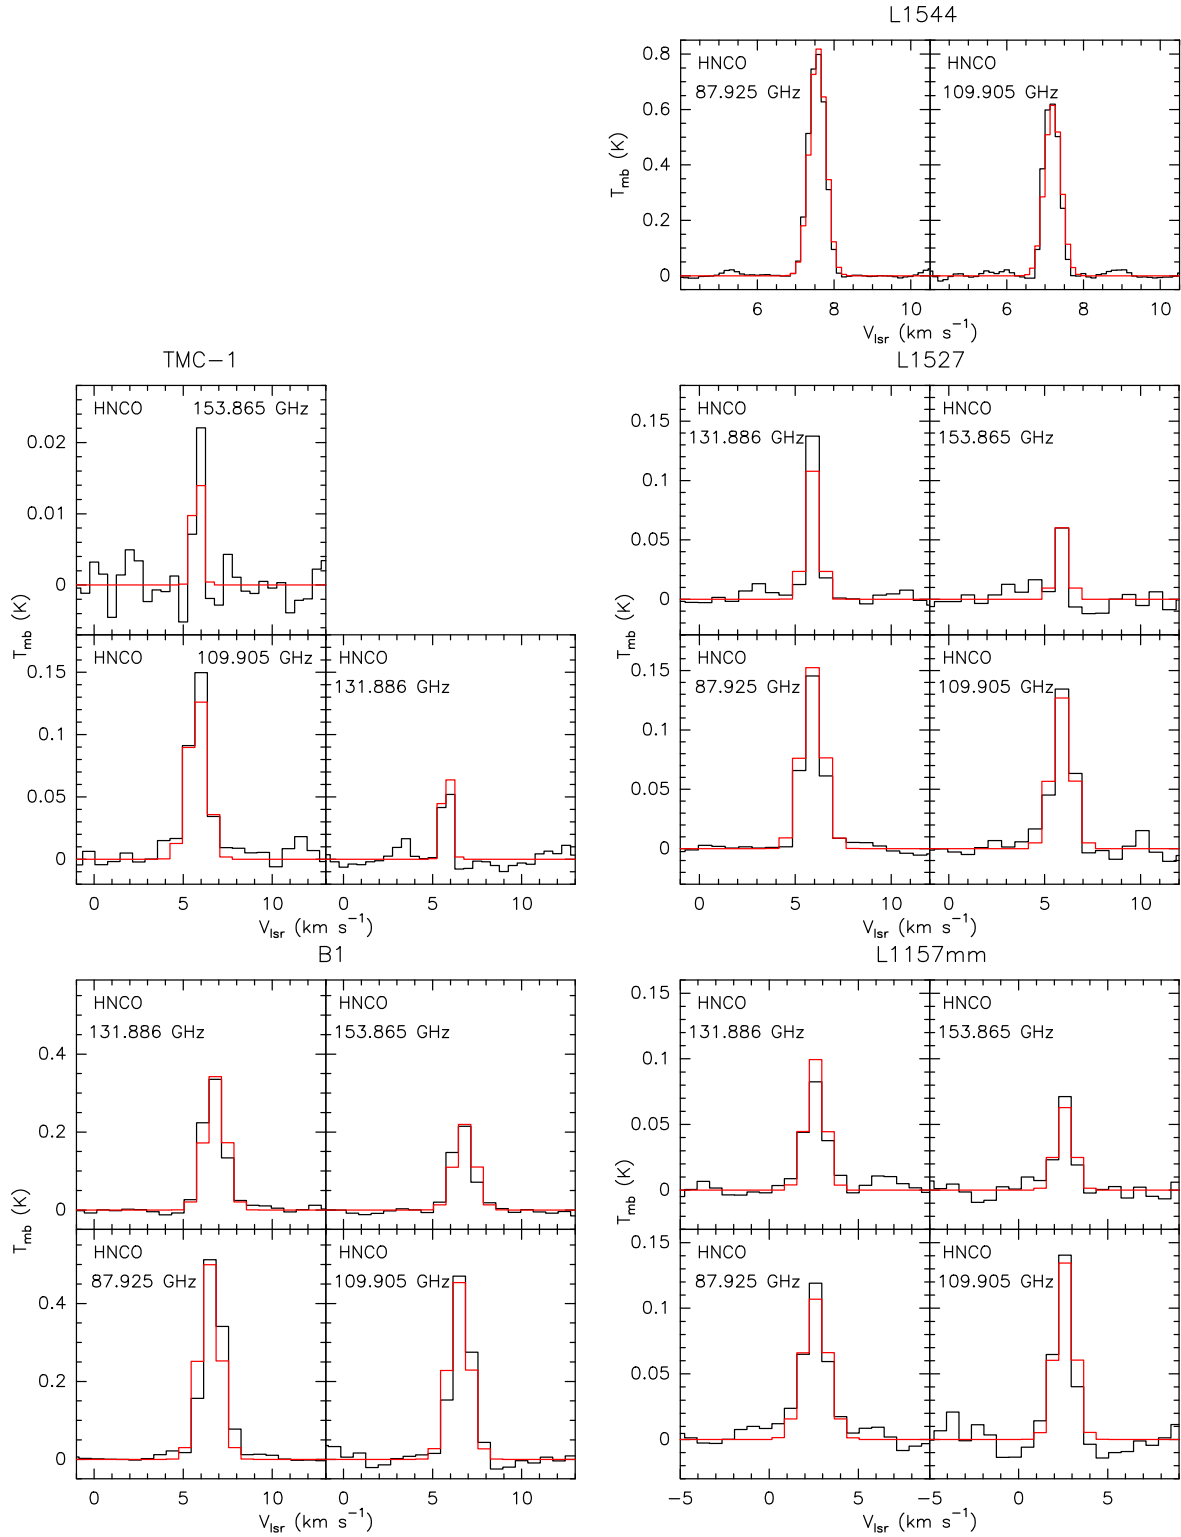 L1544
HNCO
87.925 GHz
HNCO
109.905 GHz
0.8
0.6
0.4
0.2
0
T_mb (K)
6 8 10 6 8 10
V_lsr (km s⁻¹)
TMC−1
HNCO 153.865 GHz
0.02
0.01
0
T_mb (K)
HNCO 109.905 GHz
HNCO
131.886 GHz
0.15
0.1
0.05
0
0 5 10 0 5 10
V_lsr (km s⁻¹)
L1527
HNCO
131.886 GHz
HNCO
153.865 GHz
0.15
0.1
0.05
0
T_mb (K)
HNCO
87.925 GHz
HNCO
109.905 GHz
0.15
0.1
0.05
0
0 5 10 0 5 10
V_lsr (km s⁻¹)
B1
HNCO
131.886 GHz
HNCO
153.865 GHz
0.4
0.2
0
T_mb (K)
HNCO
87.925 GHz
HNCO
109.905 GHz
0.4
0.2
0
0 5 10 0 5 10
V_lsr (km s⁻¹)
L1157mm
HNCO
131.886 GHz
HNCO
153.865 GHz
0.15
0.1
0.05
0
T_mb (K)
HNCO
87.925 GHz
HNCO
109.905 GHz
0.15
0.1
0.05
0
−5 0 5 −5 0 5
V_lsr (km s⁻¹)